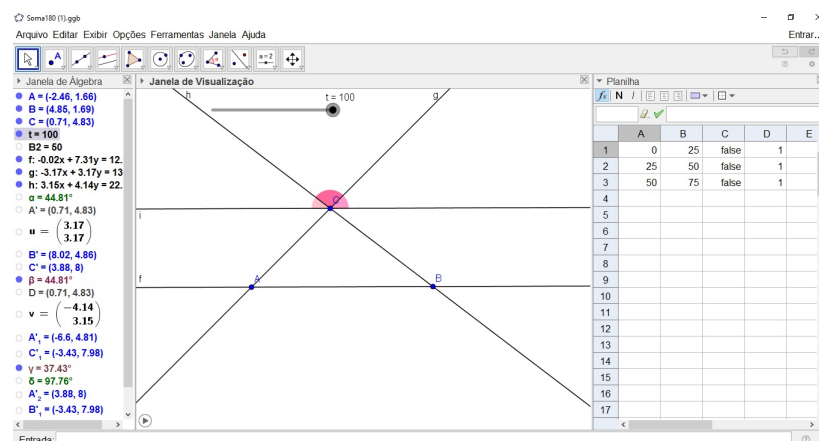 Soma180 (1).ggb
Arquivo Editar Exibir Opções Ferramentas Janela Ajuda
Entrar...
a=2
Janela de Álgebra
A = (-2.46, 1.66)
B = (4.85, 1.69)
C = (0.71, 4.83)
t = 100
B2 = 50
f: -0.02x + 7.31y = 12.
g: -3.17x + 3.17y = 13
h: 3.15x + 4.14y = 22.
α = 44.81°
A' = (0.71, 4.83)
u = (3.17
3.17)
B' = (8.02, 4.86)
C' = (3.88, 8)
β = 44.81°
D = (0.71, 4.83)
v = (−4.14
3.15)
A'₁ = (-6.6, 4.81)
C'₁ = (-3.43, 7.98)
γ = 37.43°
δ = 97.76°
A'₂ = (3.88, 8)
B'₁ = (-3.43, 7.98)
Entrada:
Janela de Visualização
h
t = 100
g
C
i
f
A
B
Planilha
fx N I
A B C D E
1 0 25 false 1
2 25 50 false 1
3 50 75 false 1
4
5
6
7
8
9
10
11
12
13
14
15
16
17